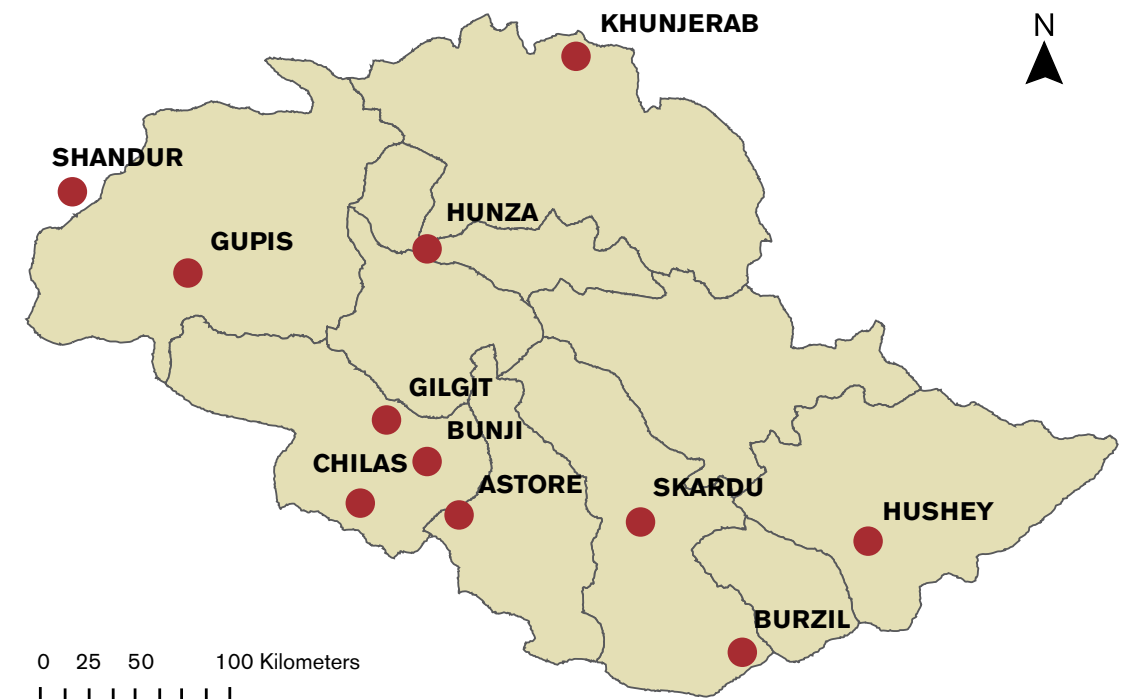 KHUNJERAB
N
SHANDUR
HUNZA
GUPIS
GILGIT
BUNJI
CHILAS
ASTORE
SKARDU
HUSHEY
BURZIL
0 25 50 100 Kilometers